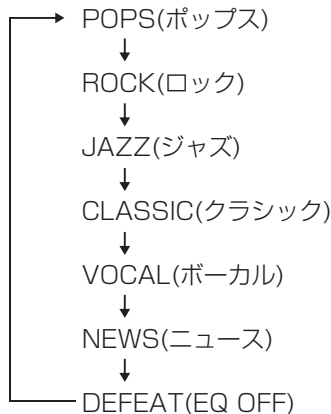 POPS(ポップス)
ROCK(ロック)
JAZZ(ジャズ)
CLASSIC(クラシック)
VOCAL(ボーカル)
NEWS(ニュース)
DEFEAT(EQ OFF)